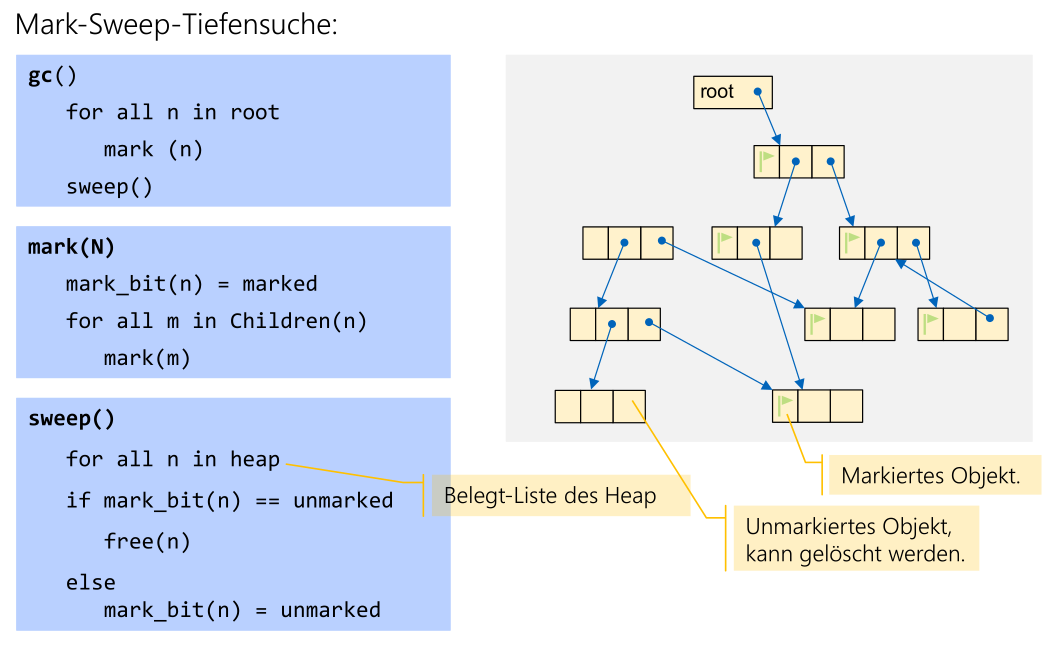 Mark-Sweep-Tiefensuche:
gc()
for all n in root
mark (n)
sweep()
mark(N)
mark_bit(n) = marked
for all m in Children(n)
mark(m)
sweep()
for all n in heap
if mark_bit(n) == unmarked
free(n)
else
mark_bit(n) = unmarked
root
Belegt-Liste des Heap
Markiertes Objekt.
Unmarkiertes Objekt,
kann gelöscht werden.